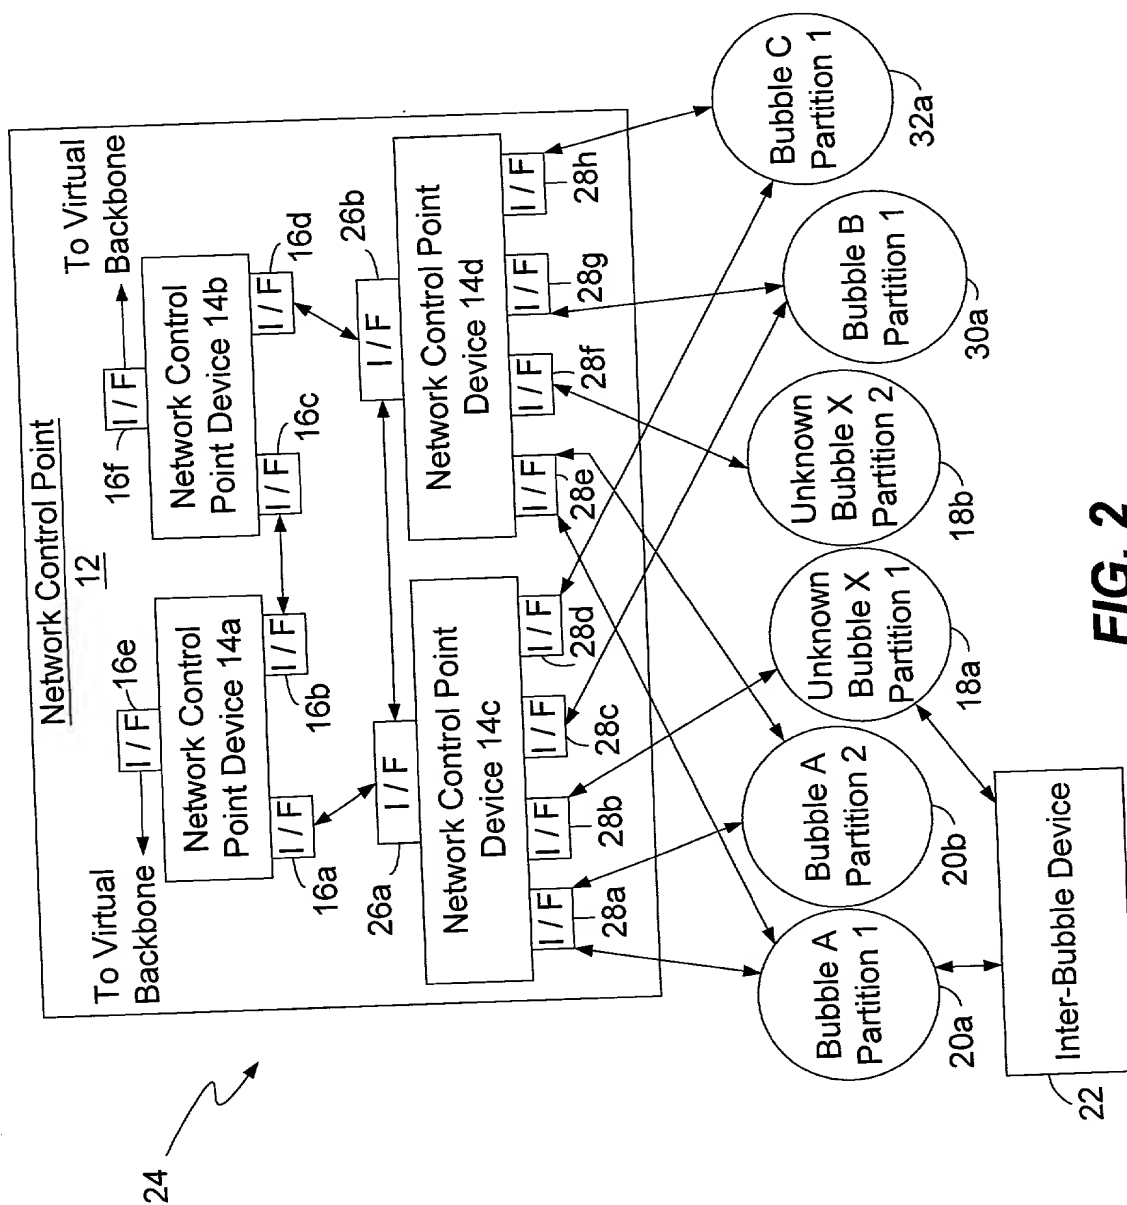 Network Control Point
12
24
To Virtual
Backbone
To Virtual
Backbone
I / F
16e
I / F
16f
Network Control
Point Device 14a
Network Control
Point Device 14b
I / F
16a
I / F
16b
I / F
16c
I / F
16d
I / F
26a
I / F
26b
Network Control Point
Device 14c
Network Control Point
Device 14d
I / F
28a
I / F
28b
I / F
28c
I / F
28d
I / F
28e
I / F
28f
I / F
28g
I / F
28h
Bubble A
Partition 1
20a
Bubble A
Partition 2
20b
Unknown
Bubble X
Partition 1
18a
Unknown
Bubble X
Partition 2
18b
Bubble B
Partition 1
30a
Bubble C
Partition 1
32a
Inter-Bubble Device
22
FIG. 2